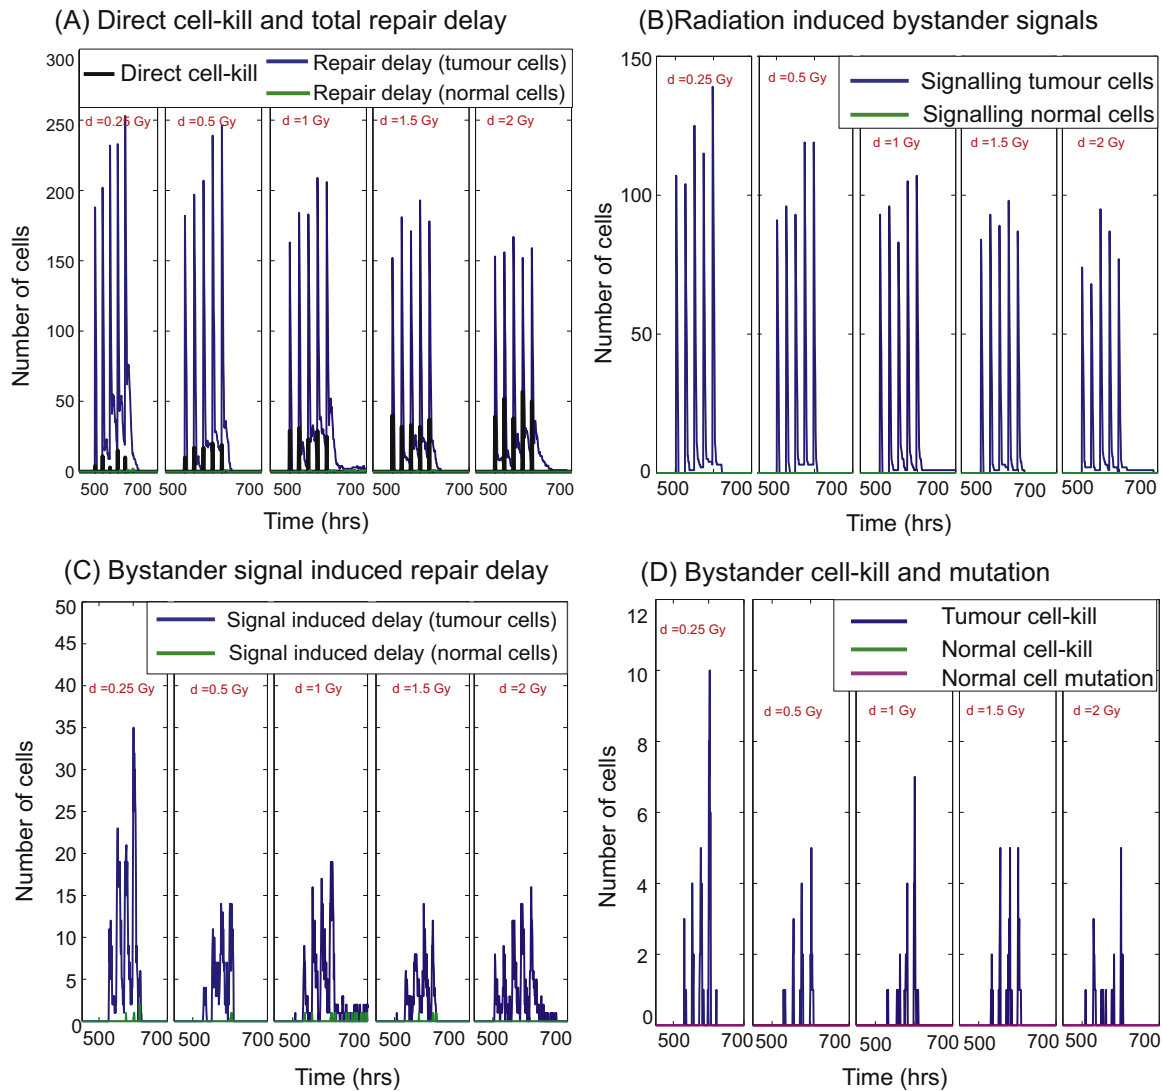 (A) Direct cell-kill and total repair delay
300
250
200
150
100
50
0
Number of cells
Direct cell-kill
Repair delay (tumour cells)
Repair delay (normal cells)
d =0.25 Gy
d =0.5 Gy
d =1 Gy
d =1.5 Gy
d =2 Gy
500 700 500 700 500 700 500 700 500 700
Time (hrs)
(B)Radiation induced bystander signals
150
100
50
0
Number of cells
Signalling tumour cells
Signalling normal cells
d =0.25 Gy
d =0.5 Gy
d =1 Gy
d =1.5 Gy
d =2 Gy
500 700 500 700 500 700 500 700 500 700
Time (hrs)
(C) Bystander signal induced repair delay
50
45
40
35
30
25
20
15
10
5
0
Number of cells
Signal induced delay (tumour cells)
Signal induced delay (normal cells)
d =0.25 Gy
d =0.5 Gy
d =1 Gy
d =1.5 Gy
d =2 Gy
500 700 500 700 500 700 500 700 500 700
Time (hrs)
(D) Bystander cell-kill and mutation
12
10
8
6
4
2
0
Number of cells
Tumour cell-kill
Normal cell-kill
Normal cell mutation
d =0.25 Gy
d =0.5 Gy
d =1 Gy
d =1.5 Gy
d =2 Gy
500 700 500 700 500 700 500 700 500 700
Time (hrs)